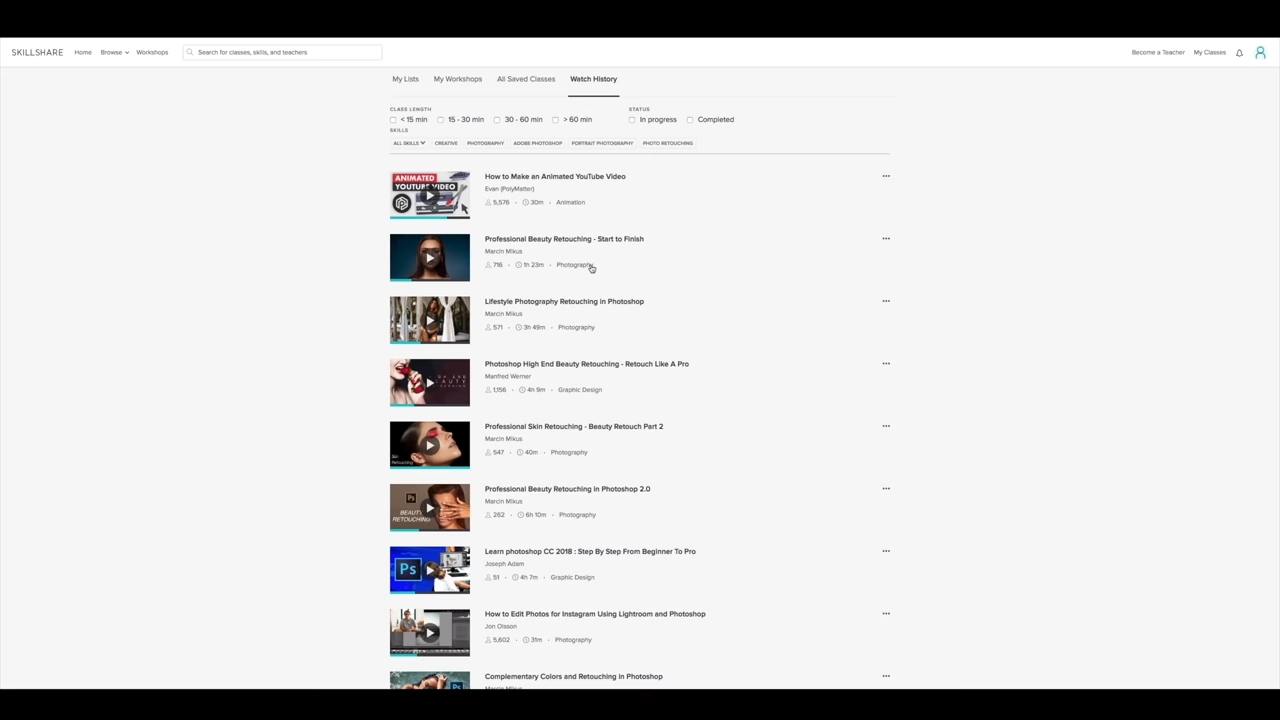 SKILLSHARE Home Browse Workshops Search for classes, skills, and teachers Become a Teacher My Classes
My Lists My Workshops All Saved Classes Watch History
CLASS LENGTH STATUS
< 15 min 15 - 30 min 30 - 60 min > 60 min In progress Completed
SKILLS
ALL SKILLS CREATIVE PHOTOGRAPHY ADOBE PHOTOSHOP PORTRAIT PHOTOGRAPHY PHOTO RETOUCHING
ANIMATED
YOUTUBE VIDEO
How to Make an Animated YouTube Video
Evan (PolyMatter)
5,576 • 30m • Animation
Professional Beauty Retouching - Start to Finish
Marcin Mikus
716 • 1h 23m • Photography
Lifestyle Photography Retouching in Photoshop
Marcin Mikus
571 • 3h 49m • Photography
Photoshop High End Beauty Retouching - Retouch Like A Pro
Manfred Werner
1,156 • 4h 9m • Graphic Design
Skin
Retouching
Professional Skin Retouching - Beauty Retouch Part 2
Marcin Mikus
547 • 40m • Photography
Ps
BEAUTY
RETOUCHING
Professional Beauty Retouching in Photoshop 2.0
Marcin Mikus
262 • 6h 10m • Photography
Ps
Learn photoshop CC 2018 : Step By Step From Beginner To Pro
Joseph Adam
51 • 4h 7m • Graphic Design
How to Edit Photos for Instagram Using Lightroom and Photoshop
Jon Olsson
5,602 • 31m • Photography
Ps
Complementary Colors and Retouching in Photoshop
Marcin Mikus